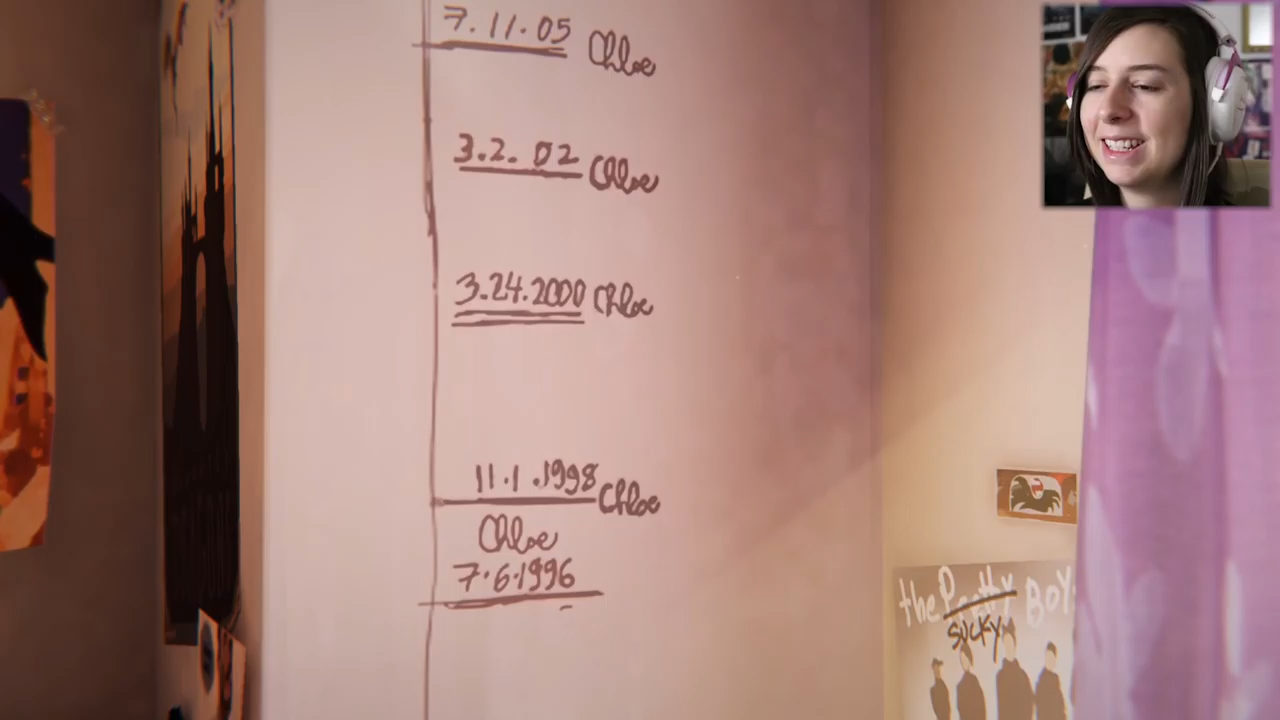 7.11.05 Chloe
3.2.02 Chloe
3.24.2000 Chloe
11.1.1998 Chloe
Chloe
7.6.1996
the Pretty BOY
SUCKY